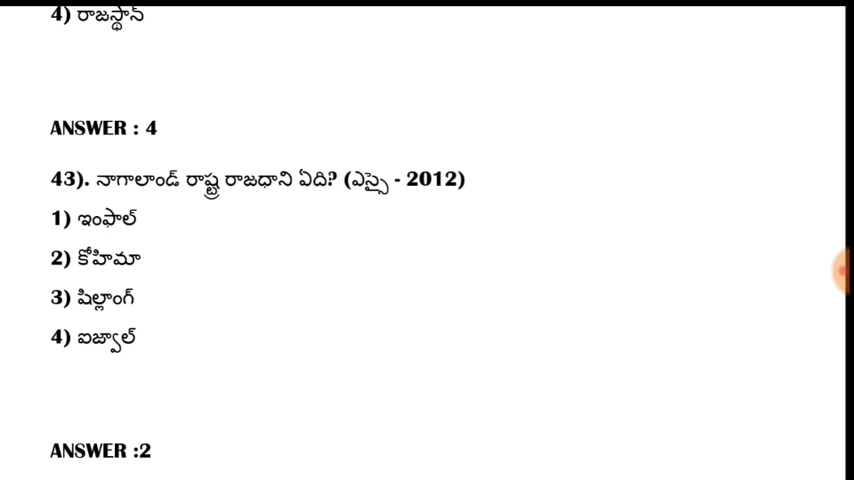 4) రాజస్థాన్
ANSWER : 4
43). నాగాలాండ్ రాష్ట్ర రాజధాని ఏది? (ఎస్సై - 2012)
1) ఇంఫాల్
2) కోహిమా
3) షిల్లాంగ్
4) ఐజ్వాల్
ANSWER :2